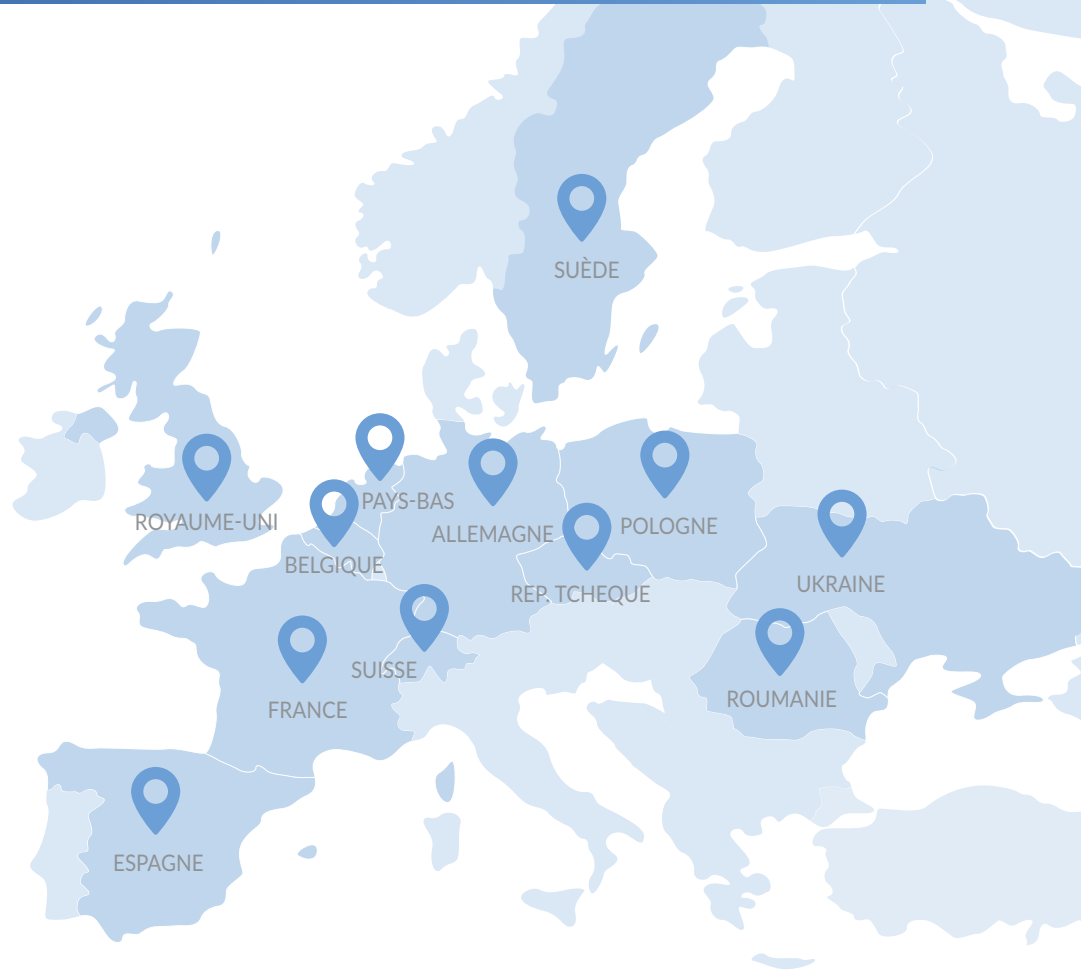 SUÈDE
PAYS-BAS
ROYAUME-UNI
ALLEMAGNE
POLOGNE
BELGIQUE
REP. TCHEQUE
UKRAINE
SUISSE
FRANCE
ROUMANIE
ESPAGNE